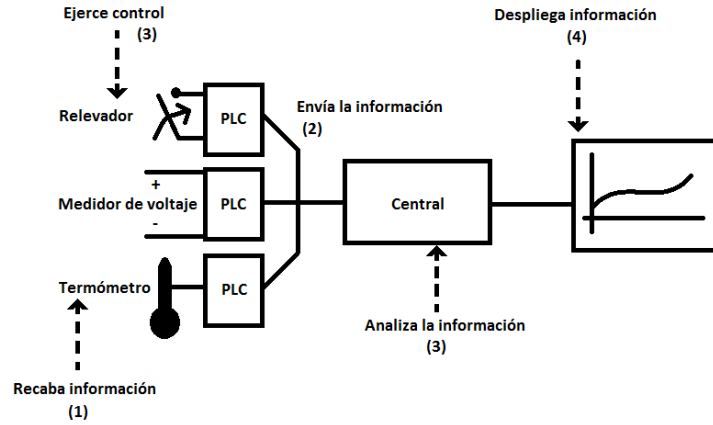 Ejerce control
(3)
Despliega información
(4)
Relevador
PLC
Envía la información
(2)
+
Medidor de voltaje
-
PLC
Central
Termómetro
PLC
Analiza la información
(3)
Recaba información
(1)